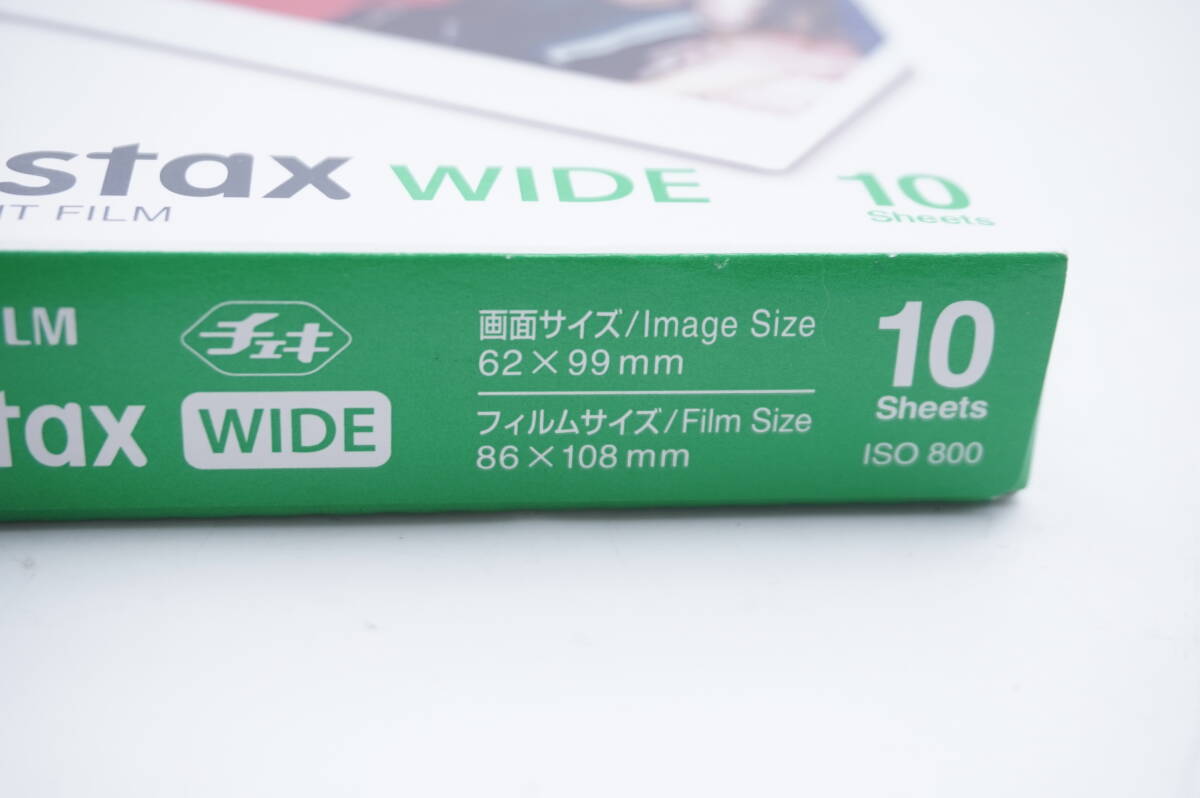 stax WIDE 10
Sheets
IT FILM
LM
チェキ
tax WIDE
画面サイズ/Image Size
62×99mm
フィルムサイズ/Film Size
86×108mm
10
Sheets
ISO 800